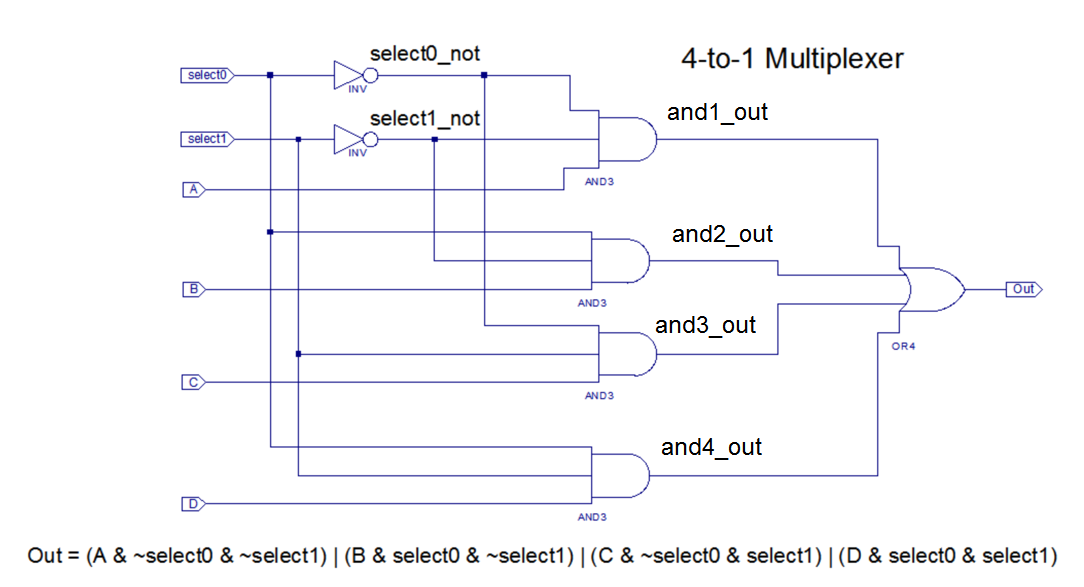 4-to-1 Multiplexer
select0
select0_not
INV
select1
select1_not
INV
and1_out
A
AND3
and2_out
B
AND3
Out
and3_out
OR4
C
AND3
and4_out
D
AND3
Out = (A & ~select0 & ~select1) | (B & select0 & ~select1) | (C & ~select0 & select1) | (D & select0 & select1)